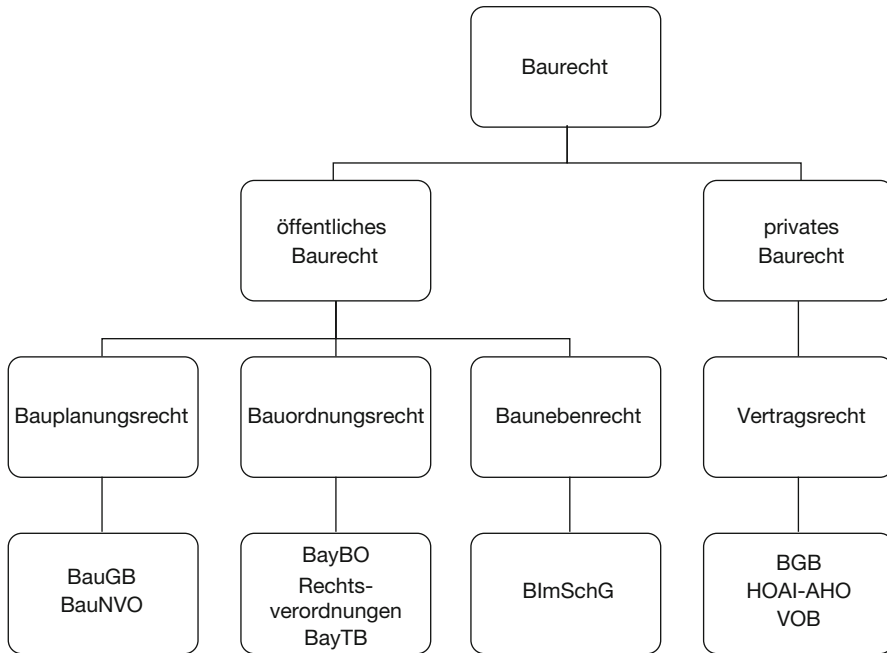 Baurecht
öffentliches
Baurecht
privates
Baurecht
Bauplanungsrecht
Bauordnungsrecht
Baunebenrecht
Vertragsrecht
BauGB
BauNVO
BayBO
Rechts-
verordnungen
BayTB
BImSchG
BGB
HOAI-AHO
VOB